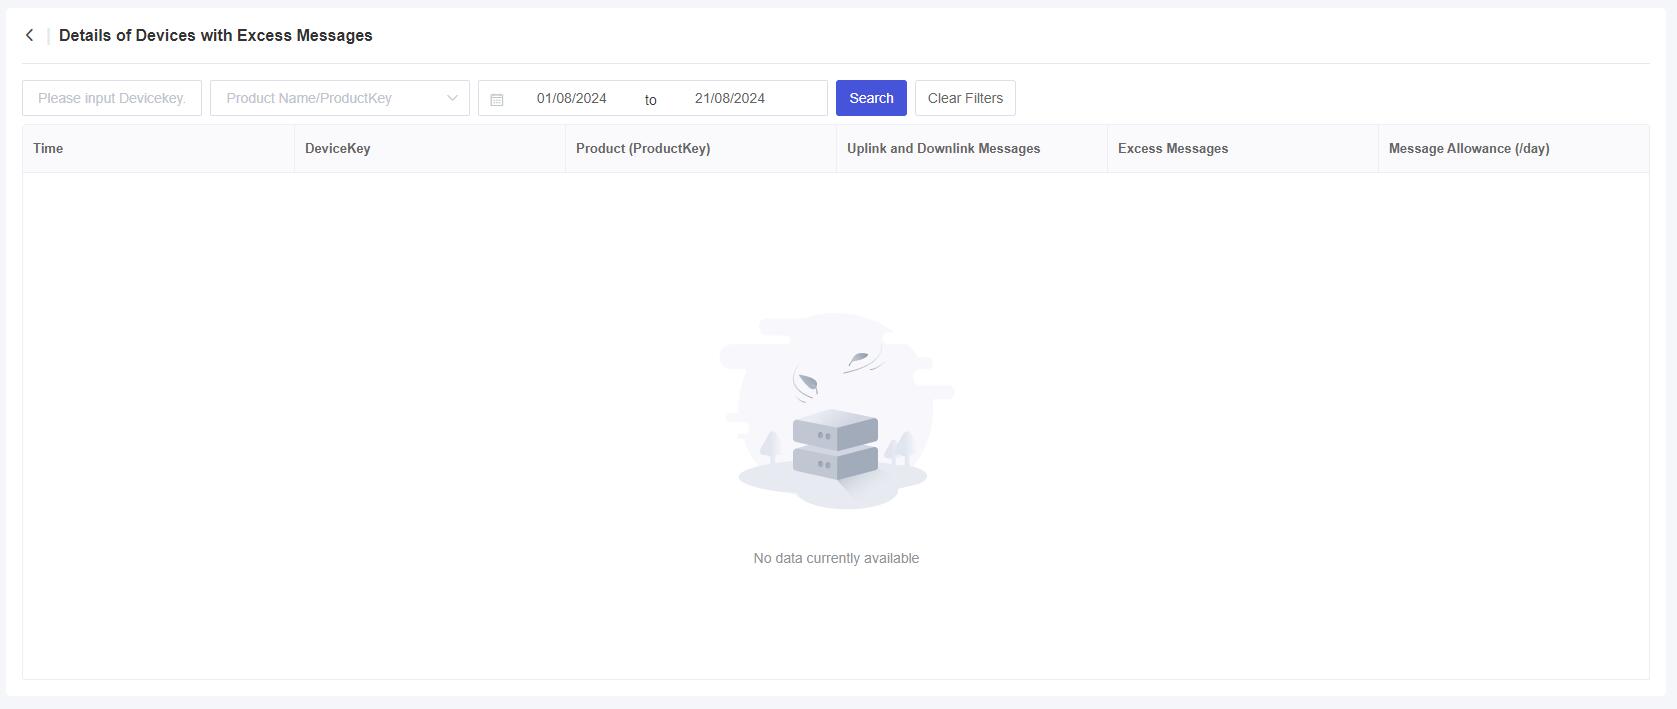 Details of Devices with Excess Messages
Please input Devicekey. Product Name/ProductKey 01/08/2024 to 21/08/2024 Search Clear Filters
Time DeviceKey Product (ProductKey) Uplink and Downlink Messages Excess Messages Message Allowance (/day)
No data currently available